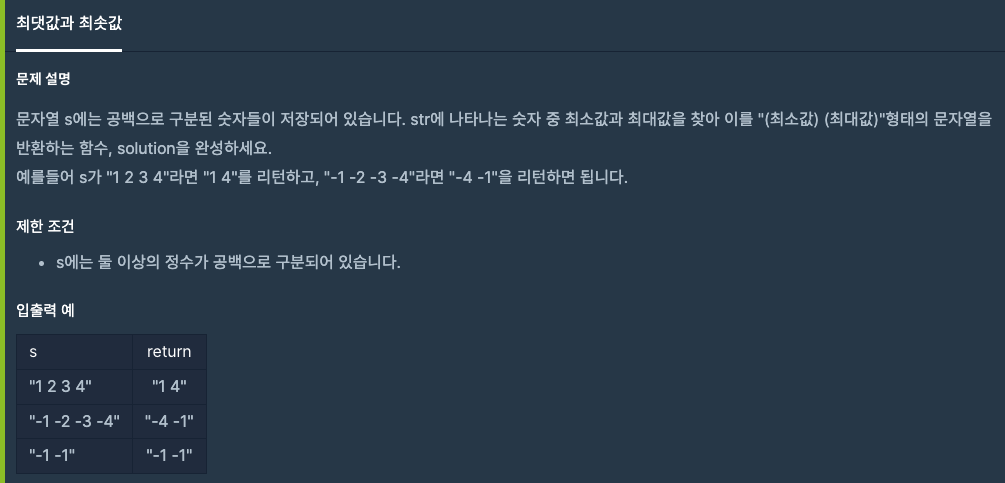 최댓값과 최솟값
문제 설명
문자열 s에는 공백으로 구분된 숫자들이 저장되어 있습니다. str에 나타나는 숫자 중 최소값과 최대값을 찾아 이를 "(최소값) (최대값)"형태의 문자열을
반환하는 함수, solution을 완성하세요.
예를들어 s가 "1 2 3 4"라면 "1 4"를 리턴하고, "-1 -2 -3 -4"라면 "-4 -1"을 리턴하면 됩니다.
제한 조건
• s에는 둘 이상의 정수가 공백으로 구분되어 있습니다.
입출력 예
s return
"1 2 3 4" "1 4"
"-1 -2 -3 -4" "-4 -1"
"-1 -1" "-1 -1"